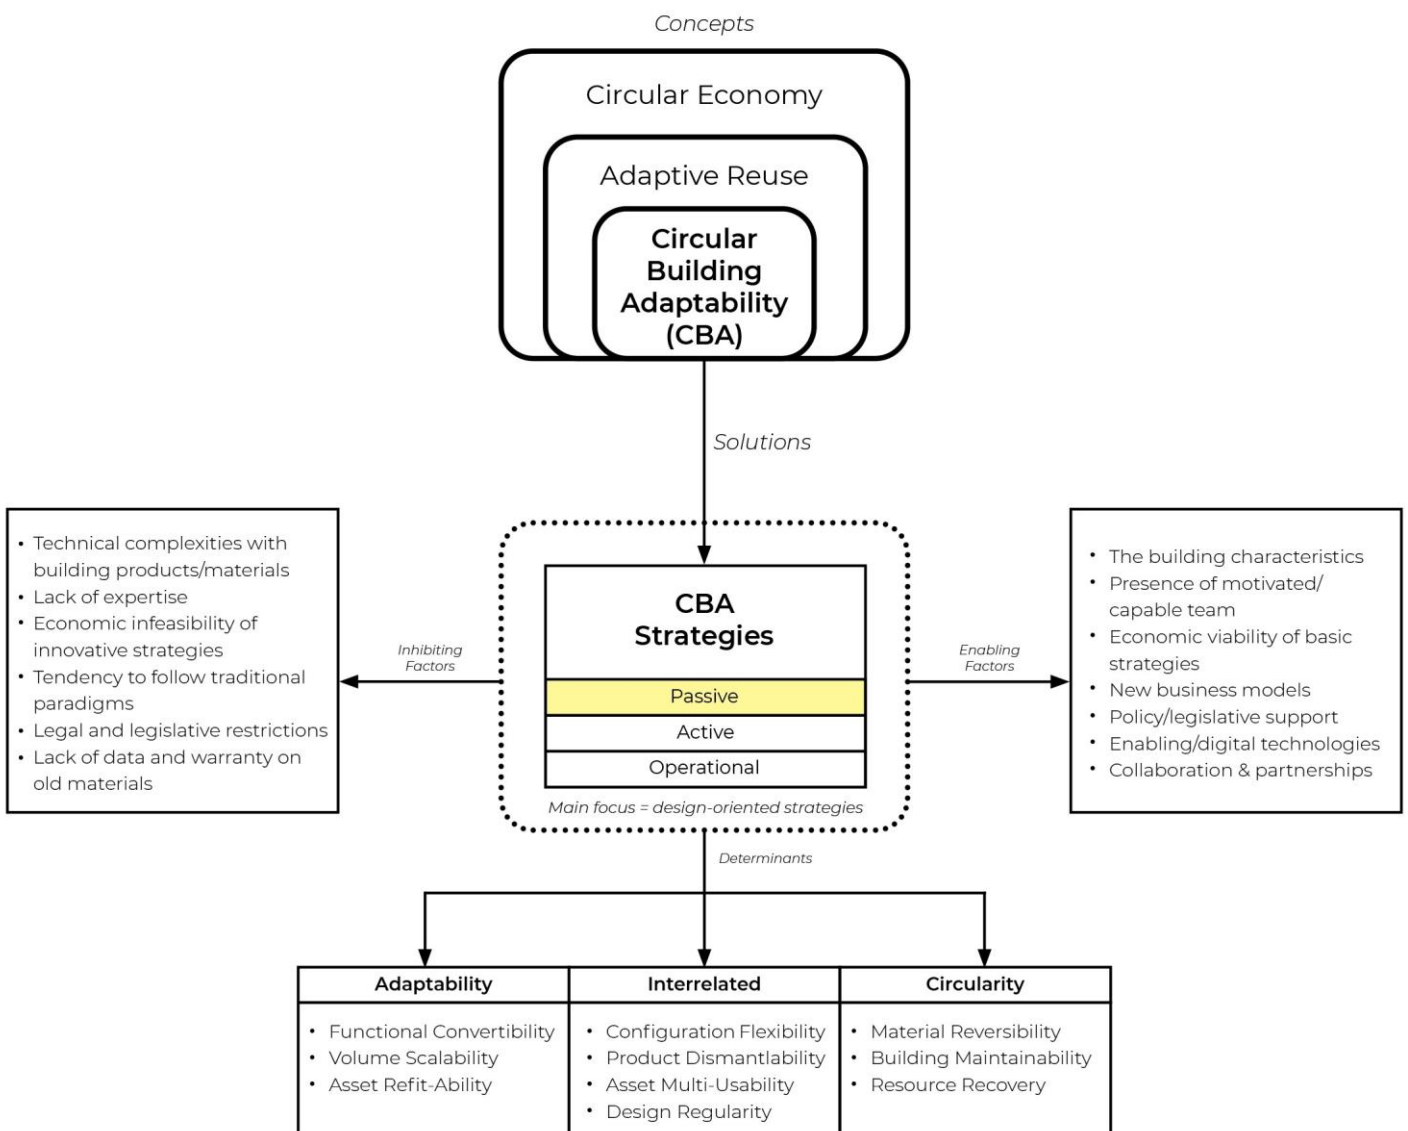 Concepts
Circular Economy
Adaptive Reuse
Circular
Building
Adaptability
(CBA)
Solutions
• Technical complexities with
building products/materials
• Lack of expertise
• Economic infeasibility of
innovative strategies
• Tendency to follow traditional
paradigms
• Legal and legislative restrictions
• Lack of data and warranty on
old materials
Inhibiting
Factors
CBA
Strategies
Passive
Active
Operational
Main focus = design-oriented strategies
Enabling
Factors
• The building characteristics
• Presence of motivated/
capable team
• Economic viability of basic
strategies
• New business models
• Policy/legislative support
• Enabling/digital technologies
• Collaboration & partnerships
Determinants
Adaptability
• Functional Convertibility
• Volume Scalability
• Asset Refit-Ability
Interrelated
• Configuration Flexibility
• Product Dismantlability
• Asset Multi-Usability
• Design Regularity
Circularity
• Material Reversibility
• Building Maintainability
• Resource Recovery